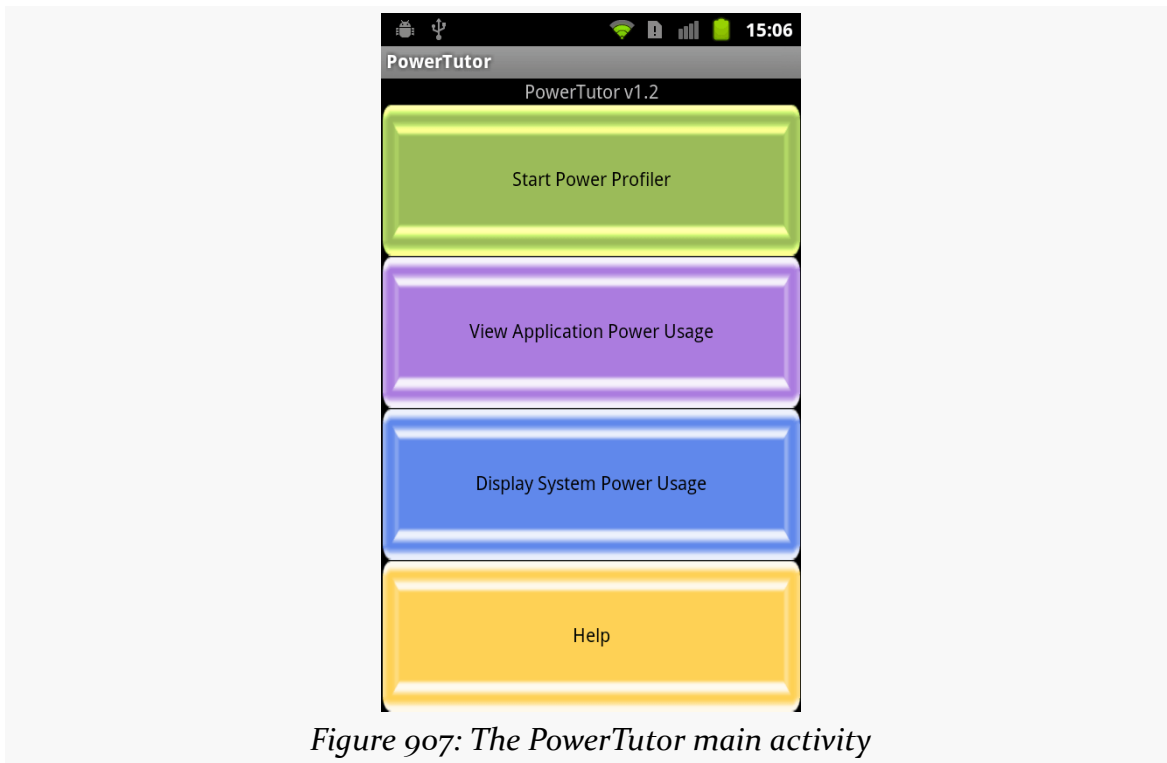 15:06
PowerTutor
PowerTutor v1.2
Start Power Profiler
View Application Power Usage
Display System Power Usage
Help
Figure 907: The PowerTutor main activity